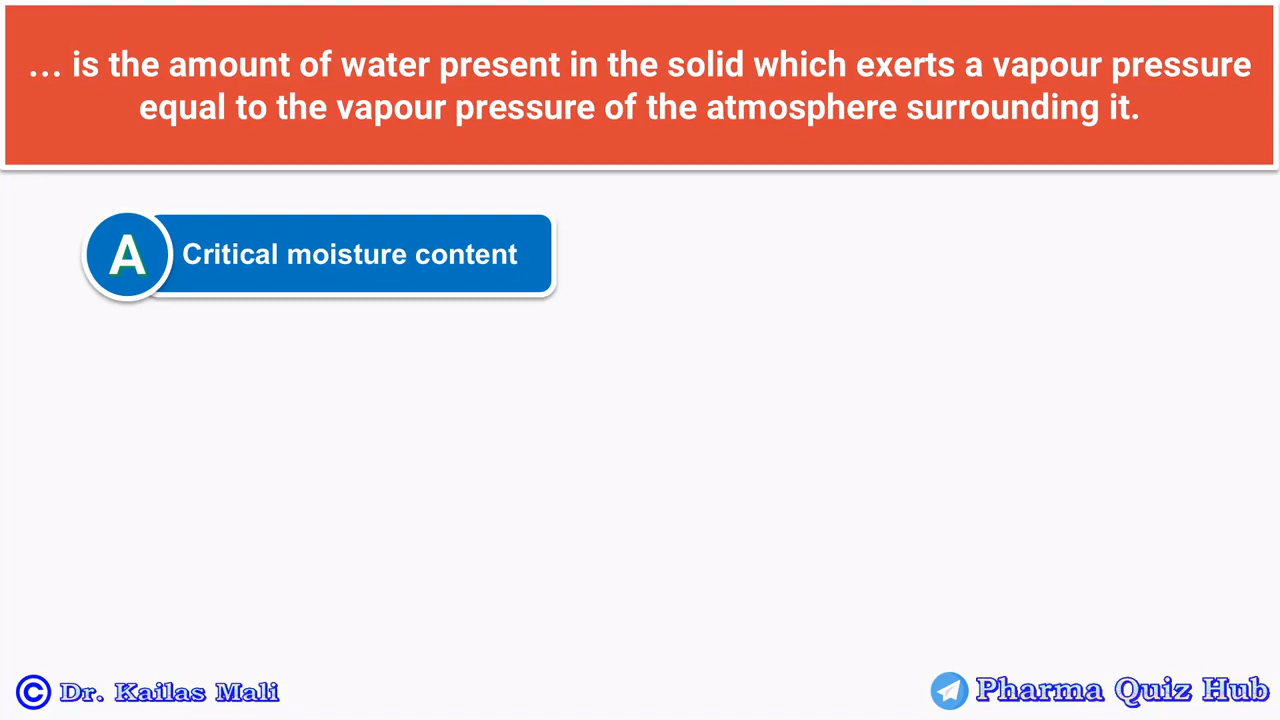 ... is the amount of water present in the solid which exerts a vapour pressure
equal to the vapour pressure of the atmosphere surrounding it.
A Critical moisture content
© Dr. Kailas Mali
Pharma Quiz Hub